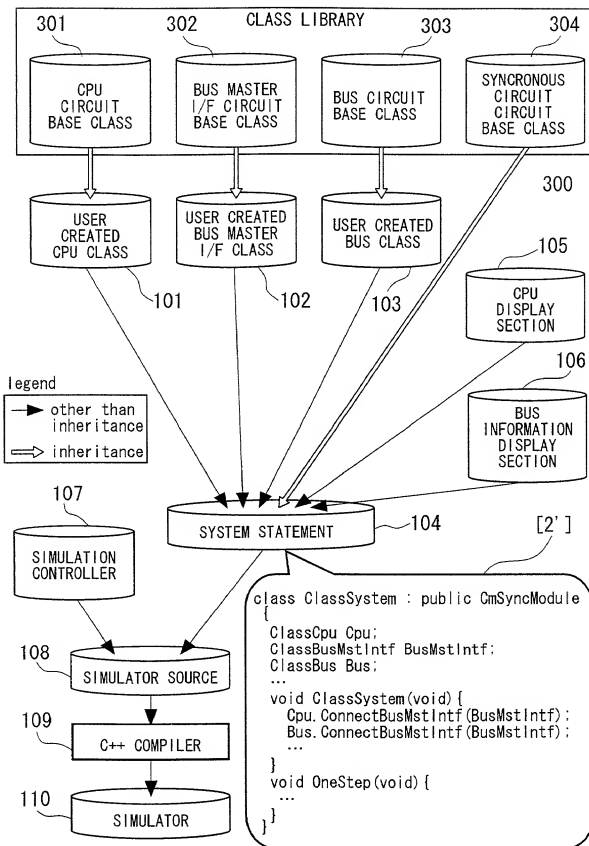 CLASS LIBRARY
301
302
303
304
CPU
CIRCUIT
BASE CLASS
BUS MASTER
I/F CIRCUIT
BASE CLASS
BUS CIRCUIT
BASE CLASS
SYNCRONOUS
CIRCUIT
CIRCUIT
BASE CLASS
300
USER
CREATED
CPU CLASS
USER CREATED
BUS MASTER
I/F CLASS
USER CREATED
BUS CLASS
101
102
103
105
CPU
DISPLAY
SECTION
106
BUS
INFORMATION
DISPLAY
SECTION
legend
other than
inheritance
inheritance
107
SIMULATION
CONTROLLER
SYSTEM STATEMENT
104
[2']
108
SIMULATOR SOURCE
109
C++ COMPILER
110
SIMULATOR
class ClassSystem : public CmSyncModule
{
ClassCpu Cpu;
ClassBusMstIntf BusMstIntf;
ClassBus Bus;
…
void ClassSystem(void){
Cpu.ConnectBusMstIntf(BusMstIntf);
Bus.ConnectBusMstIntf(BusMstIntf);
…
}
void OneStep(void){
…
}
}